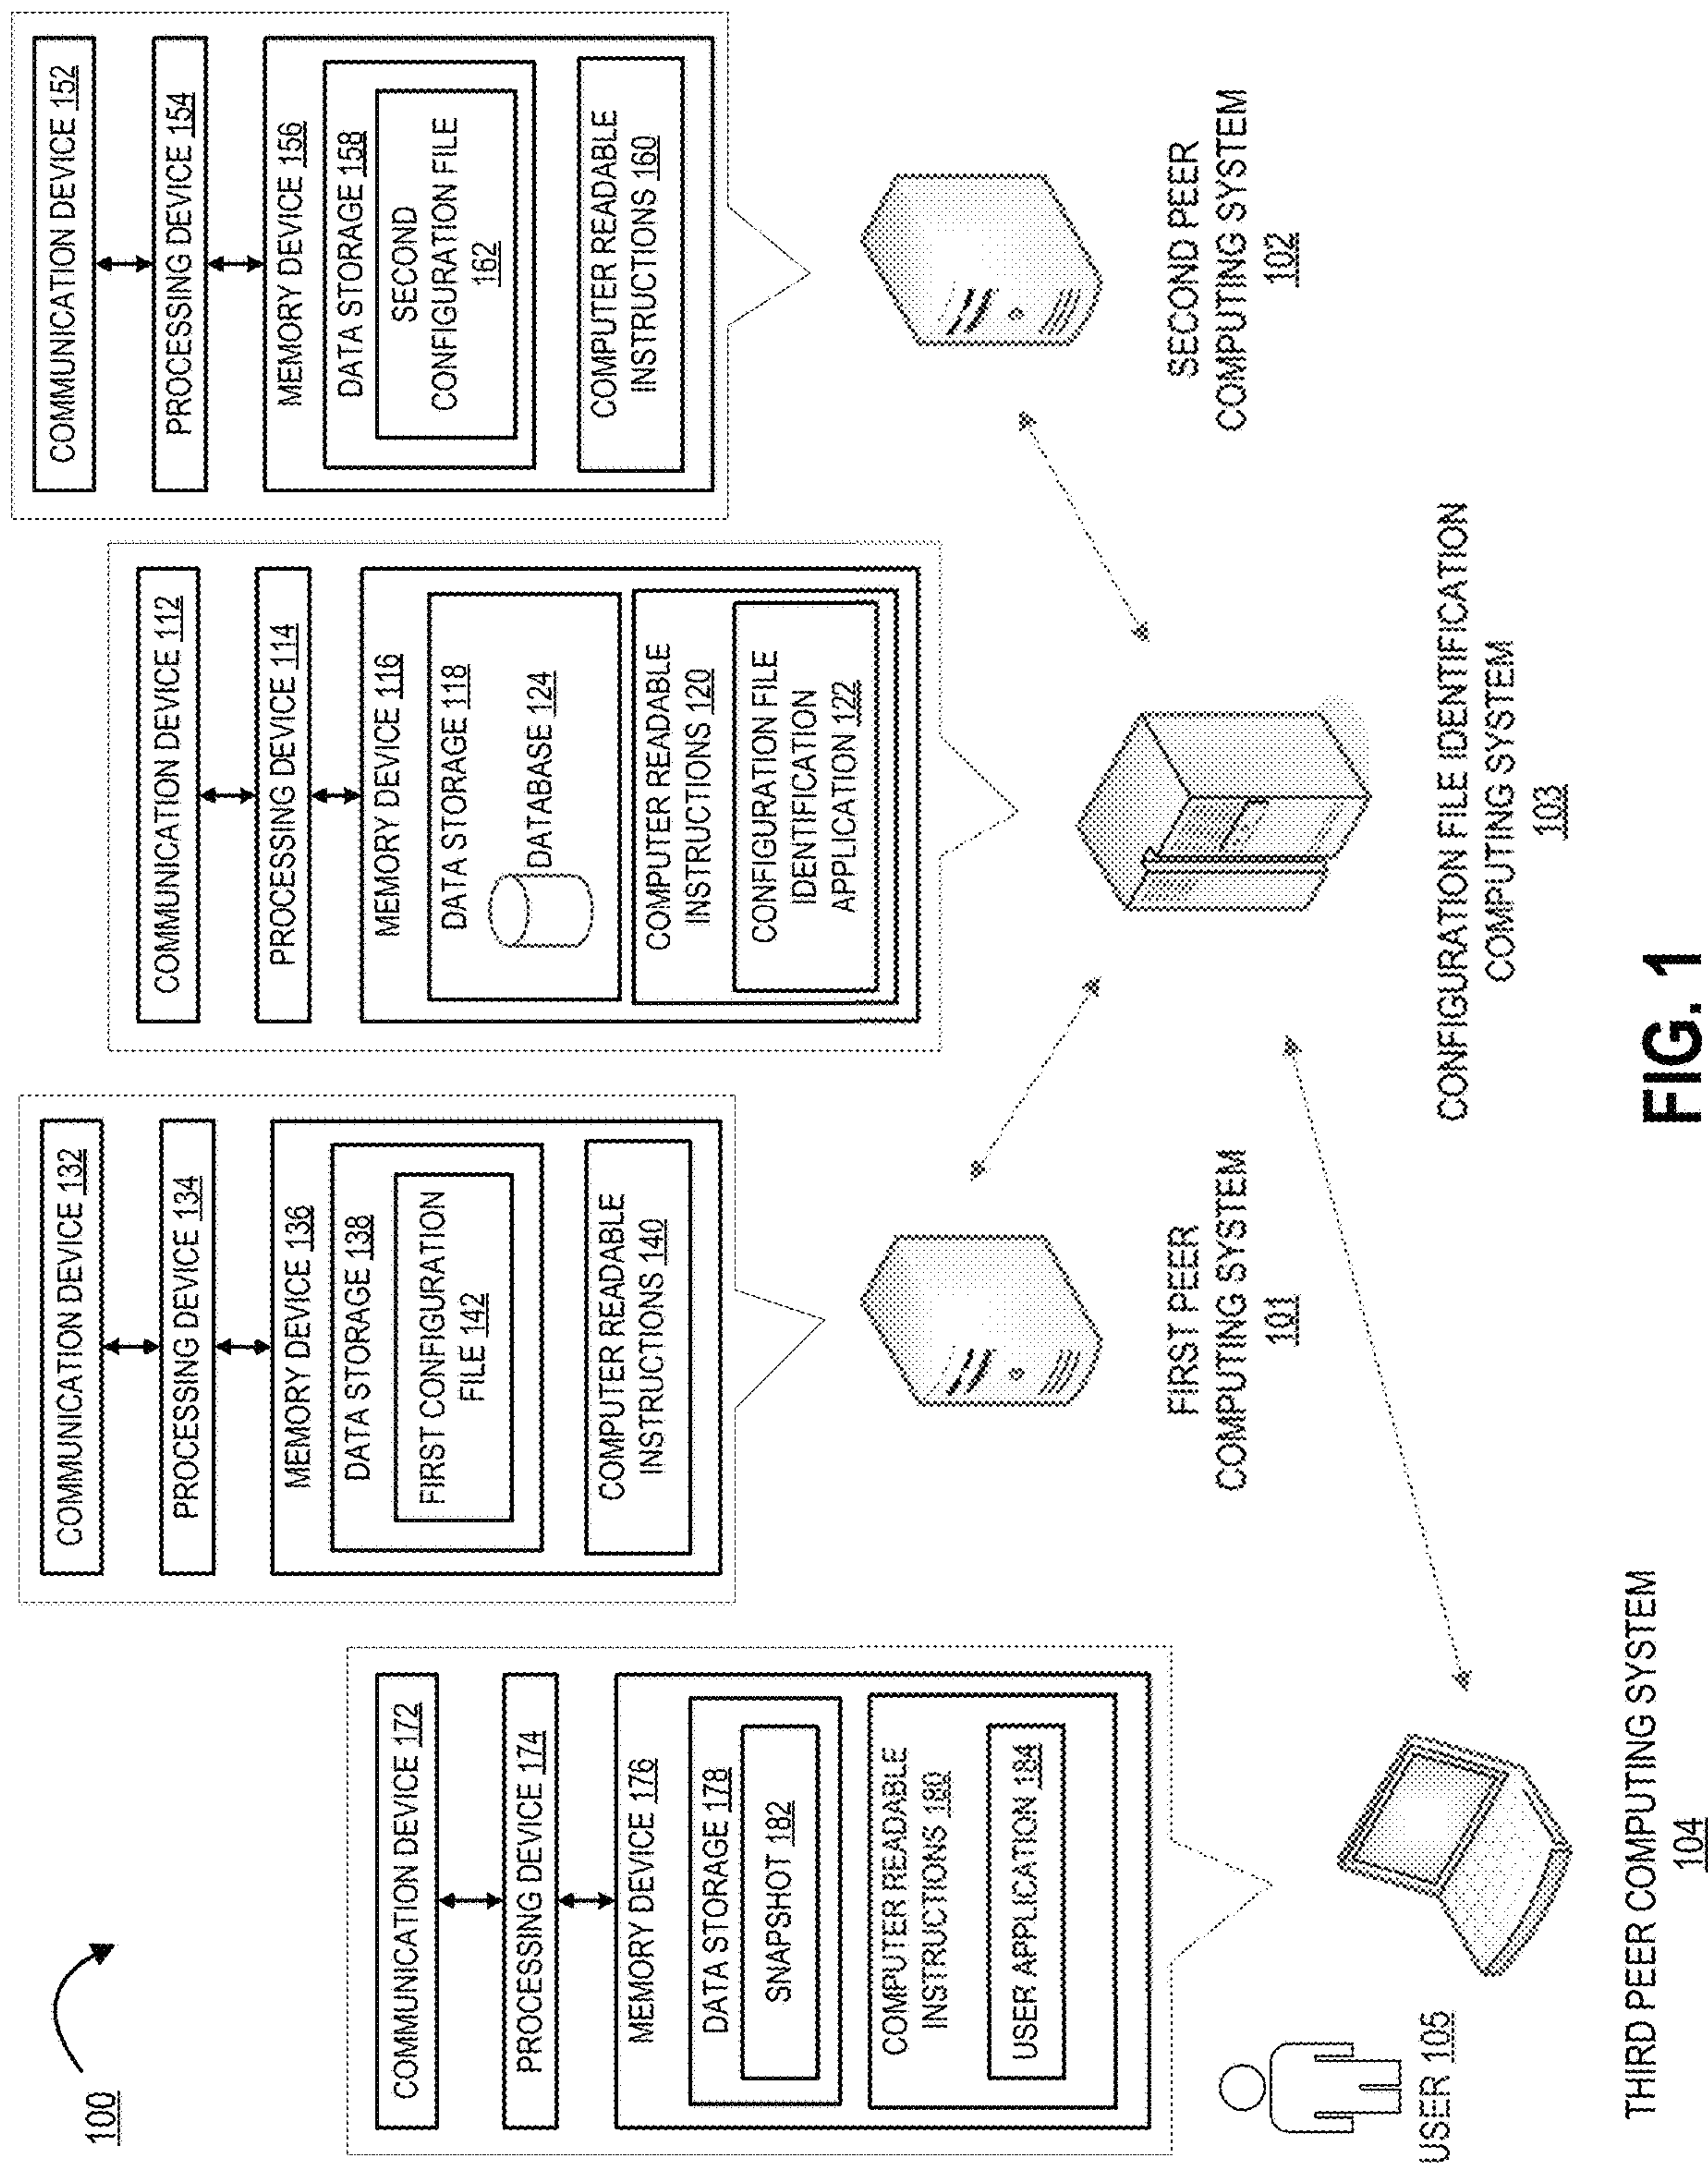 100
COMMUNICATION DEVICE 172
PROCESSING DEVICE 174
MEMORY DEVICE 176
DATA STORAGE 178
SNAPSHOT 182
COMPUTER READABLE
INSTRUCTIONS 180
USER APPLICATION 184
USER 105
THIRD PEER COMPUTING SYSTEM
104
COMMUNICATION DEVICE 132
PROCESSING DEVICE 134
MEMORY DEVICE 136
DATA STORAGE 138
FIRST CONFIGURATION
FILE 142
COMPUTER READABLE
INSTRUCTIONS 140
FIRST PEER
COMPUTING SYSTEM
101
COMMUNICATION DEVICE 112
PROCESSING DEVICE 114
MEMORY DEVICE 116
DATA STORAGE 118
DATABASE 124
COMPUTER READABLE
INSTRUCTIONS 120
CONFIGURATION FILE
IDENTIFICATION
APPLICATION 122
CONFIGURATION FILE IDENTIFICATION
COMPUTING SYSTEM
103
COMMUNICATION DEVICE 152
PROCESSING DEVICE 154
MEMORY DEVICE 156
DATA STORAGE 158
SECOND
CONFIGURATION FILE
162
COMPUTER READABLE
INSTRUCTIONS 160
SECOND PEER
COMPUTING SYSTEM
102
FIG. 1